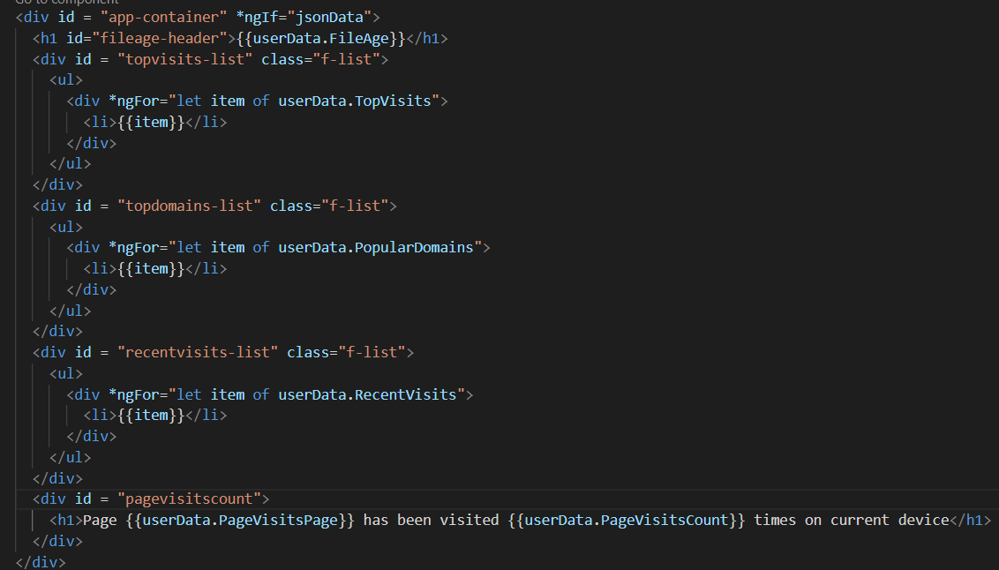 Go to component
<div id = "app-container" *ngIf="jsonData">
<h1 id="fileage-header">{{userData.FileAge}}</h1>
<div id = "topvisits-list" class="f-list">
<ul>
<div *ngFor="let item of userData.TopVisits">
<li>{{item}}</li>
</div>
</ul>
</div>
<div id = "topdomains-list" class="f-list">
<ul>
<div *ngFor="let item of userData.PopularDomains">
<li>{{item}}</li>
</div>
</ul>
</div>
<div id = "recentvisits-list" class="f-list">
<ul>
<div *ngFor="let item of userData.RecentVisits">
<li>{{item}}</li>
</div>
</ul>
</div>
<div id = "pagevisitscount">
<h1>Page {{userData.PageVisitsPage}} has been visited {{userData.PageVisitsCount}} times on current device</h1>
</div>
</div>